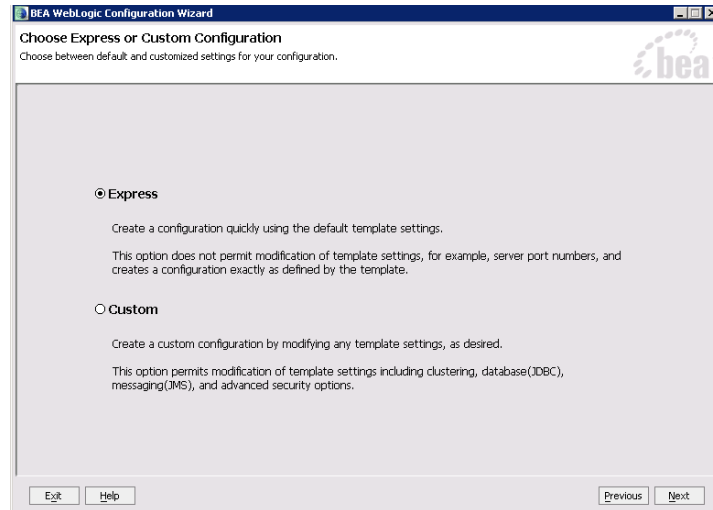 BEA WebLogic Configuration Wizard
Choose Express or Custom Configuration
Choose between default and customized settings for your configuration.
bea
Express
Create a configuration quickly using the default template settings.
This option does not permit modification of template settings, for example, server port numbers, and
creates a configuration exactly as defined by the template.
Custom
Create a custom configuration by modifying any template settings, as desired.
This option permits modification of template settings including clustering, database(JDBC),
messaging(JMS), and advanced security options.
Exit Help Previous Next